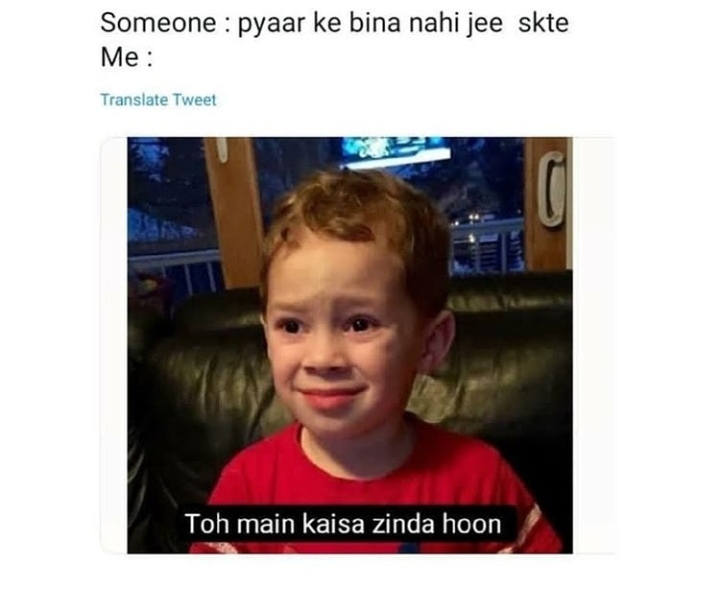 Someone : pyaar ke bina nahi jee skte
Me :
Translate Tweet
Toh main kaisa zinda hoon